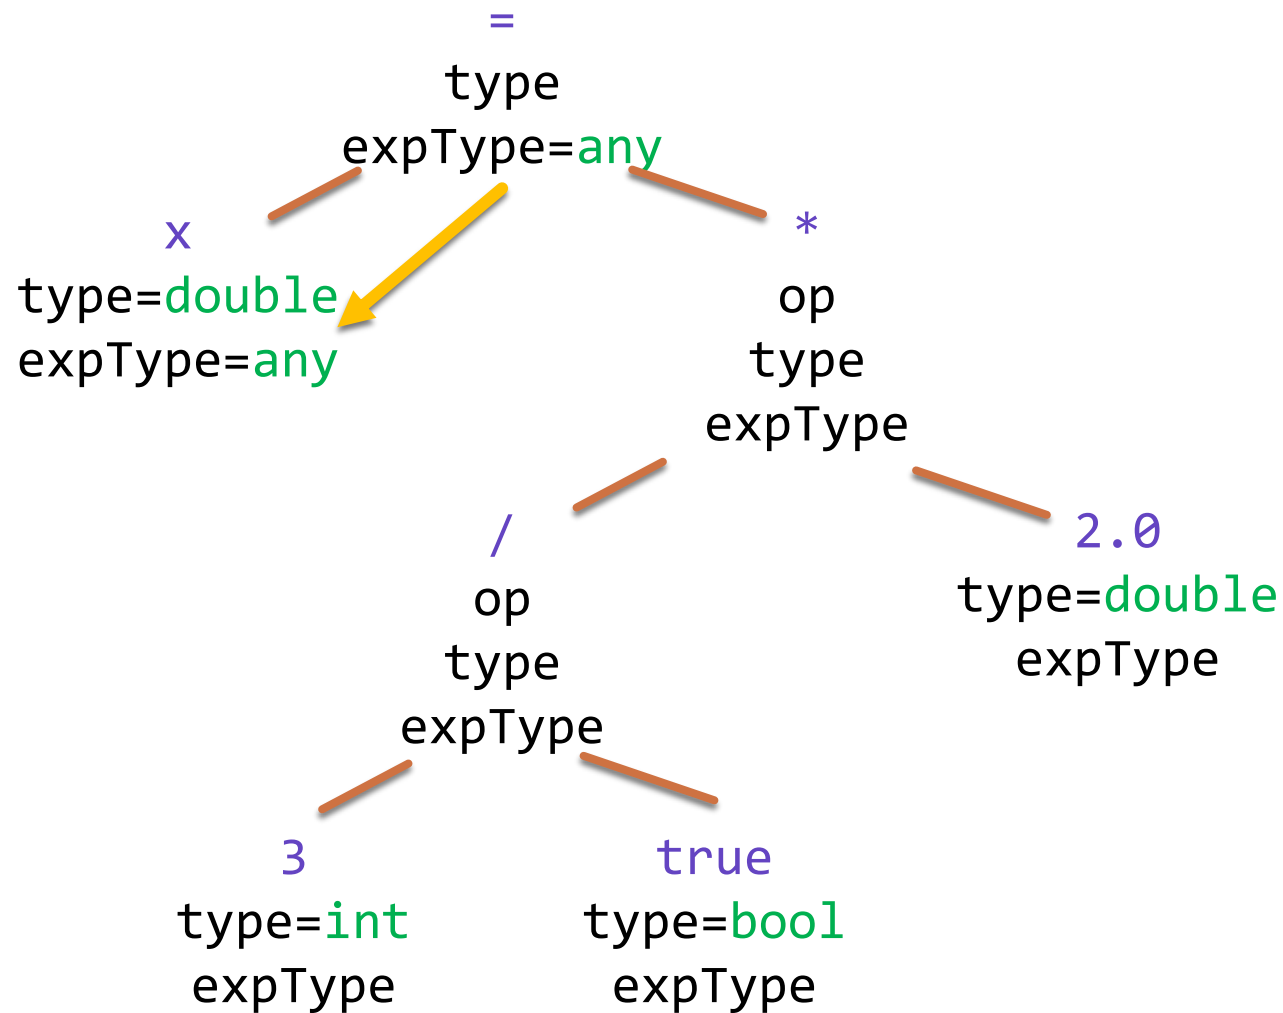 =
type
expType=any
x
type=double
expType=any
*
op
type
expType
/
op
type
expType
2.0
type=double
expType
3
type=int
expType
true
type=bool
expType